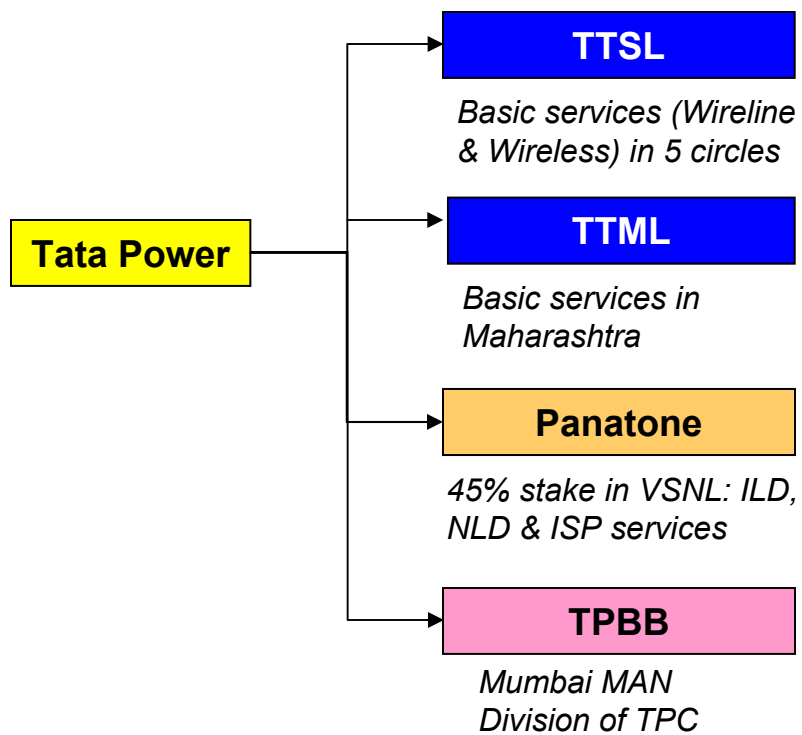 TTSL
Basic services (Wireline
& Wireless) in 5 circles
Tata Power
TTML
Basic services in
Maharashtra
Panatone
45% stake in VSNL: ILD,
NLD & ISP services
TPBB
Mumbai MAN
Division of TPC